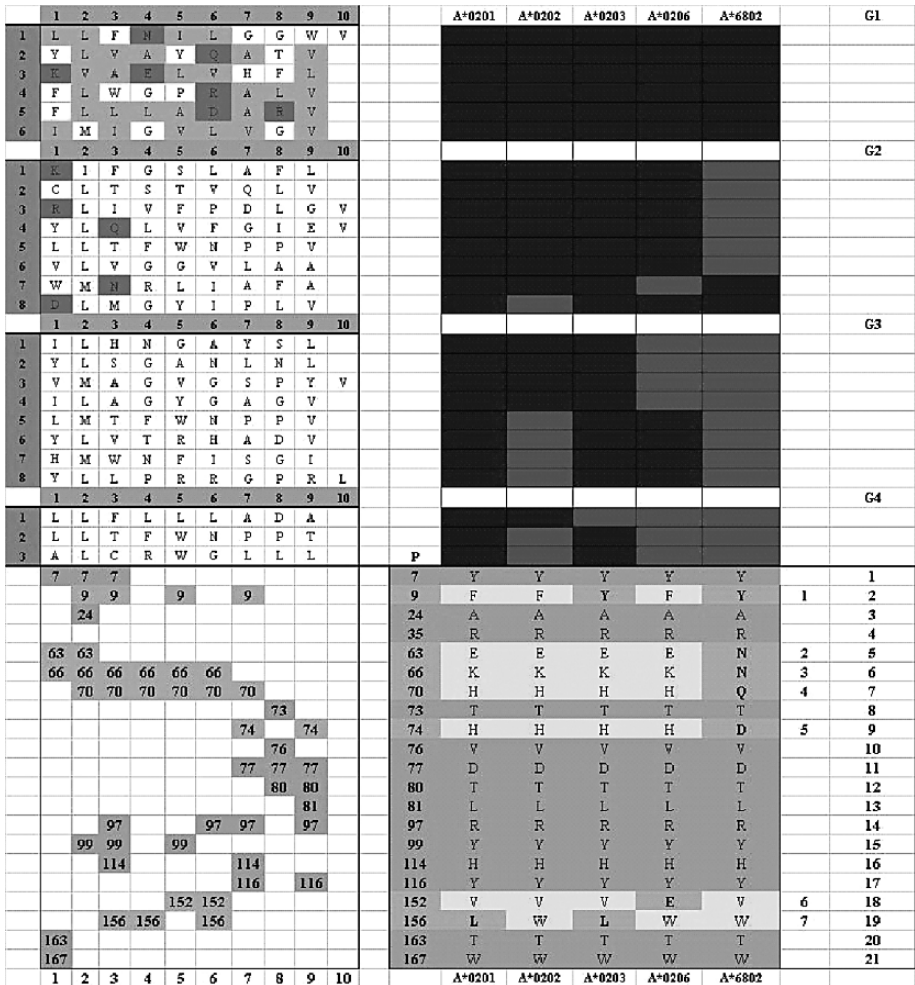 1 2 3 4 5 6 7 8 9 10 A*0201 A*0202 A*0203 A*0206 A*6802 G1
1 L L F N I L G G W V
2 Y L V A Y Q A T V
3 K V A E L V H F L
4 F L W G P R A L V
5 F L L L A D A R V
6 I M I G V L V G V
1 2 3 4 5 6 7 8 9 10 G2
1 K I F G S L A F L
2 C L T S T V Q L V
3 R L I V F P D L G V
4 Y L Q L V F G I E V
5 L L T F W N P P V
6 V L V G G V L A A
7 W M N R L I A F A
8 D L M G Y I P L V
1 2 3 4 5 6 7 8 9 10 G3
1 I L H N G A Y S L
2 Y L S G A N L N L
3 V M A G V G S P Y V
4 I L A G Y G A G V
5 L M T F W N P P V
6 Y L V T R H A D V
7 H M W N F I S G I
8 Y L L P R R G P R L
1 2 3 4 5 6 7 8 9 10 G4
1 L L F L L L A D A
2 L L T F W N P P T
3 A L C R W G L L L P
7 7 7 7 Y Y Y Y Y 1
9 9 9 9 9 F F Y F Y 1 2
24 24 A A A A A 3
35 R R R R R 4
63 63 63 E E E E N 2 5
66 66 66 66 66 66 66 K K K K N 3 6
70 70 70 70 70 70 70 H H H H Q 4 7
73 73 T T T T T 8
74 74 74 H H H H D 5 9
76 76 V V V V V 10
77 77 77 77 D D D D D 11
80 80 80 T T T T T 12
81 81 L L L L L 13
97 97 97 97 97 R R R R R 14
99 99 99 99 Y Y Y Y Y 15
114 114 114 H H H H H 16
116 116 116 Y Y Y Y Y 17
152 152 152 V V V E V 6 18
156 156 156 156 L W L W W 7 19
163 163 T T T T T 20
167 167 W W W W W 21
1 2 3 4 5 6 7 8 9 10 A*0201 A*0202 A*0203 A*0206 A*6802